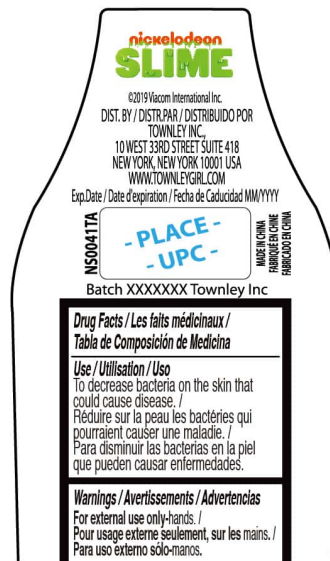 nickelodeon
SLIME
©2019 Viacom International Inc.
DIST. BY / DISTR.PAR / DISTRIBUIDO POR
TOWNLEY INC.,
10 WEST 33RD STREET SUITE 418
NEW YORK, NEW YORK 10001 USA
WWW.TOWNLEYGIRL.COM
Exp.Date / Date d'expiration / Fecha de Caducidad MM/YYYY
NS0041TA
- PLACE -
- UPC -
MADE IN CHINA
FABRIQUÉ EN CHINE
FABRICADO EN CHINA
Batch XXXXXXX Townley Inc
Drug Facts / Les faits médicinaux /
Tabla de Composición de Medicina
Use / Utilisation / Uso
To decrease bacteria on the skin that
could cause disease. /
Réduire sur la peau les bactéries qui
pourraient causer une maladie. /
Para disminuir las bacterias en la piel
que pueden causar enfermedades.
Warnings / Avertissements / Advertencias
For external use only-hands. /
Pour usage externe seulement, sur les mains. /
Para uso externo sólo-manos.